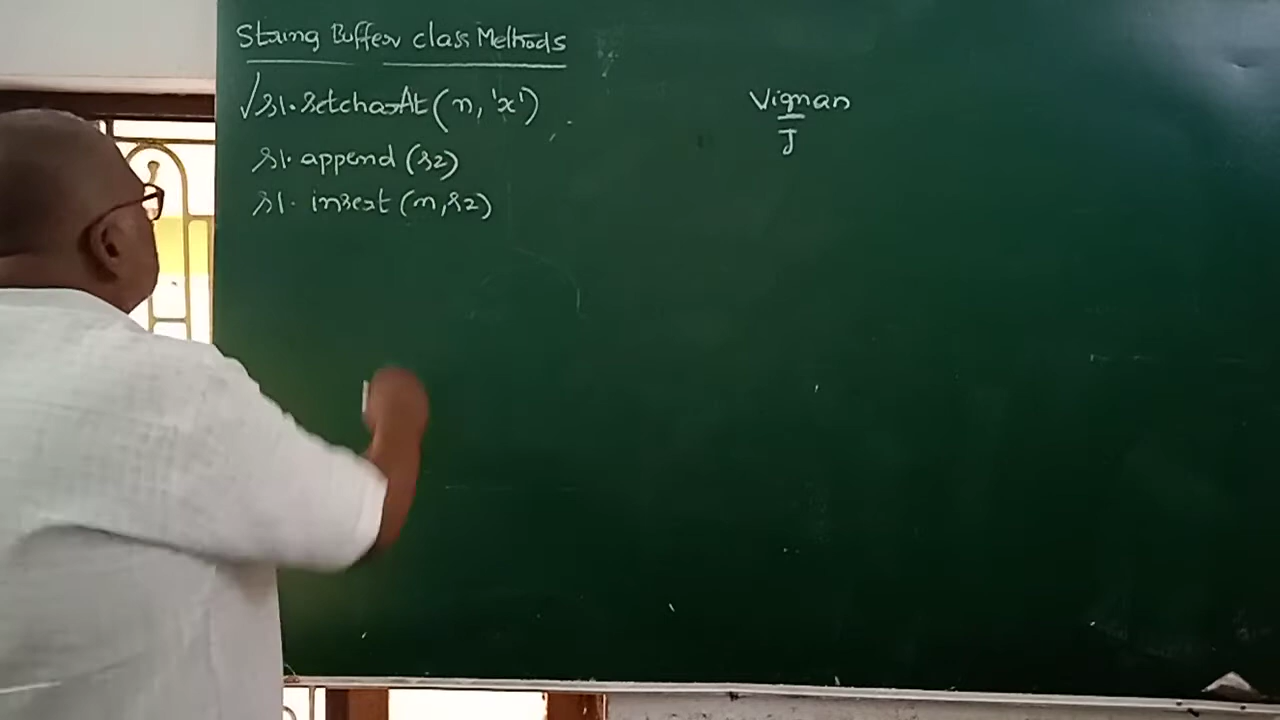 String Buffer class Methods
√s1.setcharAt(n,'x')
s1.append(s2)
s1.insert(n,s2)
Vignan
J